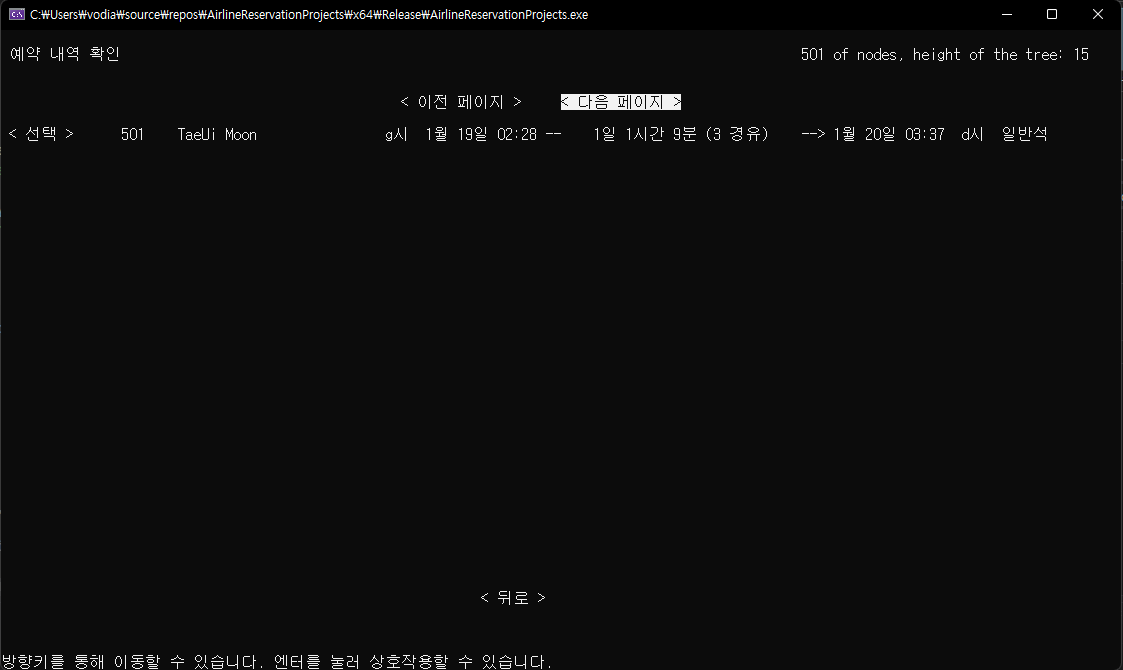 C:₩Users₩vodia₩source₩repos₩AirlineReservationProjects₩x64₩Release₩AirlineReservationProjects.exe
예약 내역 확인 501 of nodes, height of the tree: 15
< 이전 페이지 > < 다음 페이지 >
< 선택 > 501 TaeUi Moon g시 1월 19일 02:28 -- 1일 1시간 9분 (3 경유) --> 1월 20일 03:37 d시 일반석
< 뒤로 >
방향키를 통해 이동할 수 있습니다. 엔터를 눌러 상호작용할 수 있습니다.